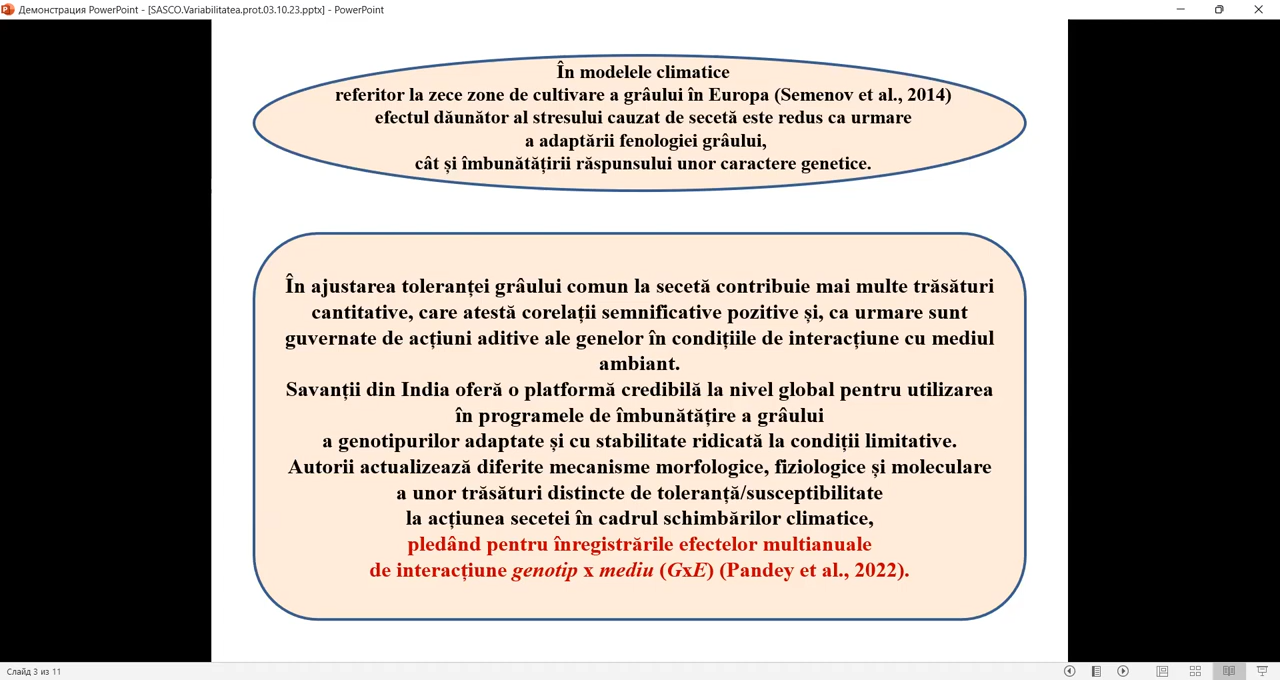 Демонстрация PowerPoint - [SASCO.Variabilitatea.prot.03.10.23.pptx] - PowerPoint
În modelele climatice
referitor la zece zone de cultivare a grâului în Europa (Semenov et al., 2014)
efectul dăunător al stresului cauzat de secetă este redus ca urmare
a adaptării fenologiei grâului,
cât și îmbunătățirii răspunsului unor caractere genetice.
În ajustarea toleranței grâului comun la secetă contribuie mai multe trăsături
cantitative, care atestă corelații semnificative pozitive și, ca urmare sunt
guvernate de acțiuni aditive ale genelor în condițiile de interacțiune cu mediul
ambiant.
Savanții din India oferă o platformă credibilă la nivel global pentru utilizarea
în programele de îmbunătățire a grâului
a genotipurilor adaptate și cu stabilitate ridicată la condiții limitative.
Autorii actualizează diferite mecanisme morfologice, fiziologice și moleculare
a unor trăsături distincte de toleranță/susceptibilitate
la acțiunea secetei în cadrul schimbărilor climatice,
pledând pentru înregistrările efectelor multianuale
de interacțiune genotip x mediu (GxE) (Pandey et al., 2022).
Слайд 3 из 11